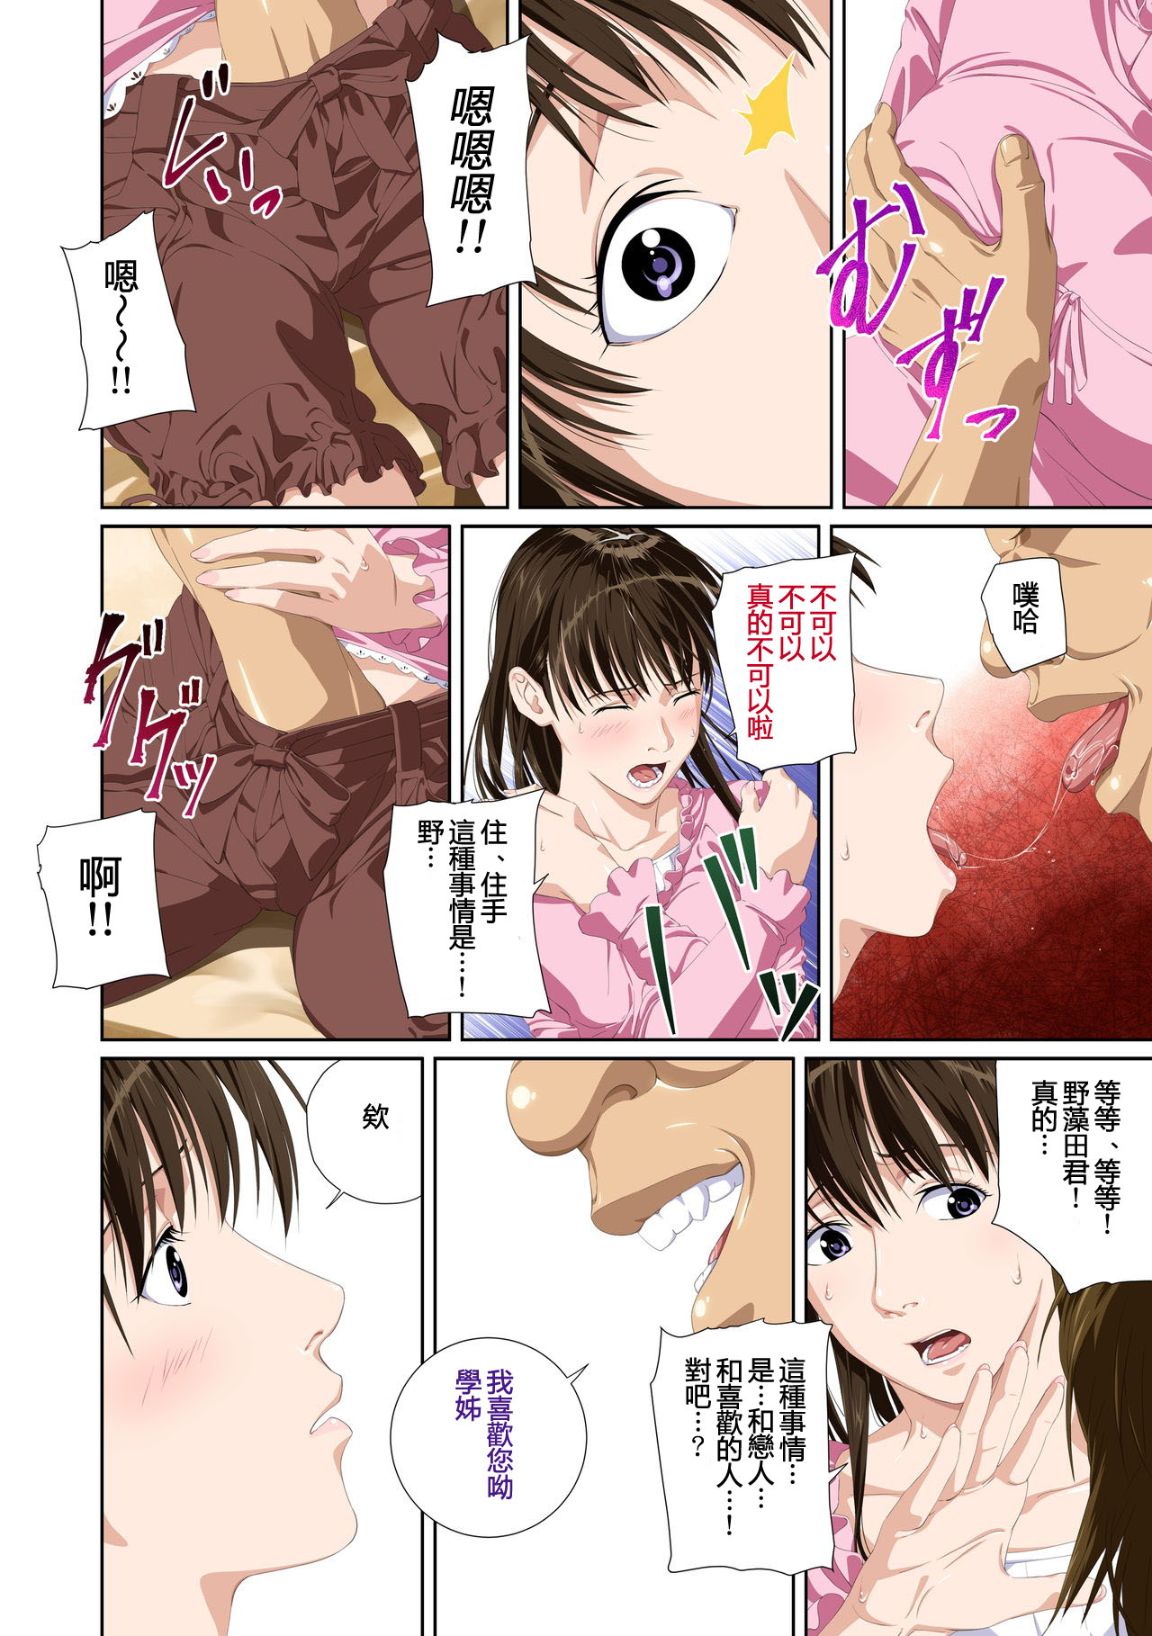 むずっ
嗯嗯嗯!!
ぐいっ
嗯～～!!
噗哈
不可以
不可以
真的不可以啦
バッ
住、住手
這種事情是…!
野…
ググッ
啊!!
等等、等等!
野藻田君!
真的…
這種事情…
是…和戀人…
和喜歡的人…!
對吧…?
我喜歡您呦
學姊
欸